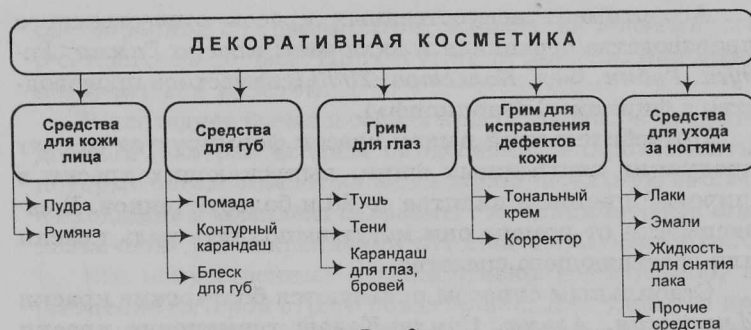 ДЕКОРАТИВНАЯ КОСМЕТИКА
Средства
для кожи
лица
Пудра
Румяна
Средства
для губ
Помада
Контурный
карандаш
Блеск
для губ
Грим
для глаз
Тушь
Тени
Карандаш
для глаз,
бровей
Грим для
исправления
дефектов
кожи
Тональный
крем
Корректор
Средства
для ухода
за ногтями
Лаки
Эмали
Жидкость
для снятия
лака
Прочие
средства